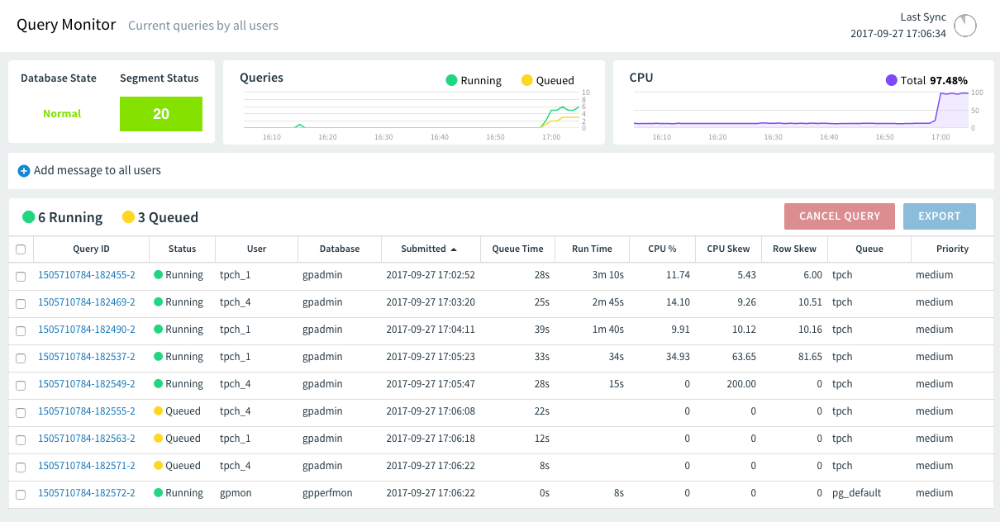 Query Monitor Current queries by all users
Last Sync
2017-09-27 17:06:34
Database State Segment Status
Normal 20
Queries Running Queued
10
8
6
4
2
0
16:10 16:20 16:30 16:40 16:50 17:00
CPU Total 97.48%
100
50
0
16:10 16:20 16:30 16:40 16:50 17:00
Add message to all users
6 Running 3 Queued CANCEL QUERY EXPORT
Query ID Status User Database Submitted Queue Time Run Time CPU % CPU Skew Row Skew Queue Priority
1505710784-182455-2 Running tpch_1 gpadmin 2017-09-27 17:02:52 28s 3m 10s 11.74 5.43 6.00 tpch medium
1505710784-182469-2 Running tpch_4 gpadmin 2017-09-27 17:03:20 25s 2m 45s 14.10 9.26 10.51 tpch medium
1505710784-182490-2 Running tpch_1 gpadmin 2017-09-27 17:04:11 39s 1m 40s 9.91 10.12 10.16 tpch medium
1505710784-182537-2 Running tpch_1 gpadmin 2017-09-27 17:05:23 33s 34s 34.93 63.65 81.65 tpch medium
1505710784-182549-2 Running tpch_4 gpadmin 2017-09-27 17:05:47 28s 15s 0 200.00 0 tpch medium
1505710784-182555-2 Queued tpch_4 gpadmin 2017-09-27 17:06:08 22s 0 0 0 tpch medium
1505710784-182563-2 Queued tpch_1 gpadmin 2017-09-27 17:06:18 12s 0 0 0 tpch medium
1505710784-182571-2 Queued tpch_4 gpadmin 2017-09-27 17:06:22 8s 0 0 0 tpch medium
1505710784-182572-2 Running gpmon gpperfmon 2017-09-27 17:06:22 0s 8s 0 0 0 pg_default medium